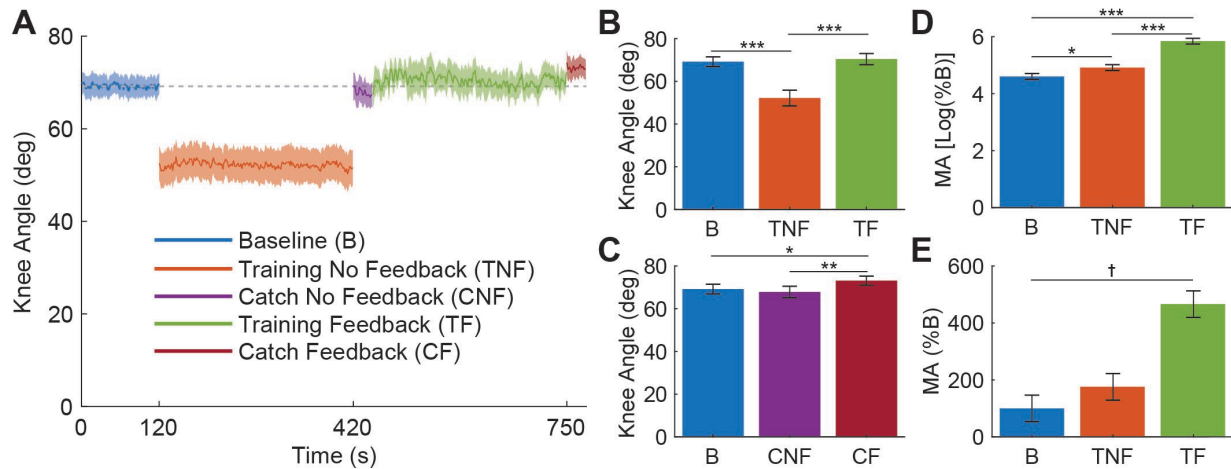 A
80
60
40
20
0
Knee Angle (deg)
0 120 420 750
Time (s)
Baseline (B)
Training No Feedback (TNF)
Catch No Feedback (CNF)
Training Feedback (TF)
Catch Feedback (CF)
B
80
60
40
20
0
Knee Angle (deg)
***
***
B TNF TF
C
80
60
40
20
0
Knee Angle (deg)
*
**
B CNF CF
D
6
4
2
0
MA [Log(%B)]
***
***
*
B TNF TF
E
600
400
200
0
MA (%B)
†
B TNF TF